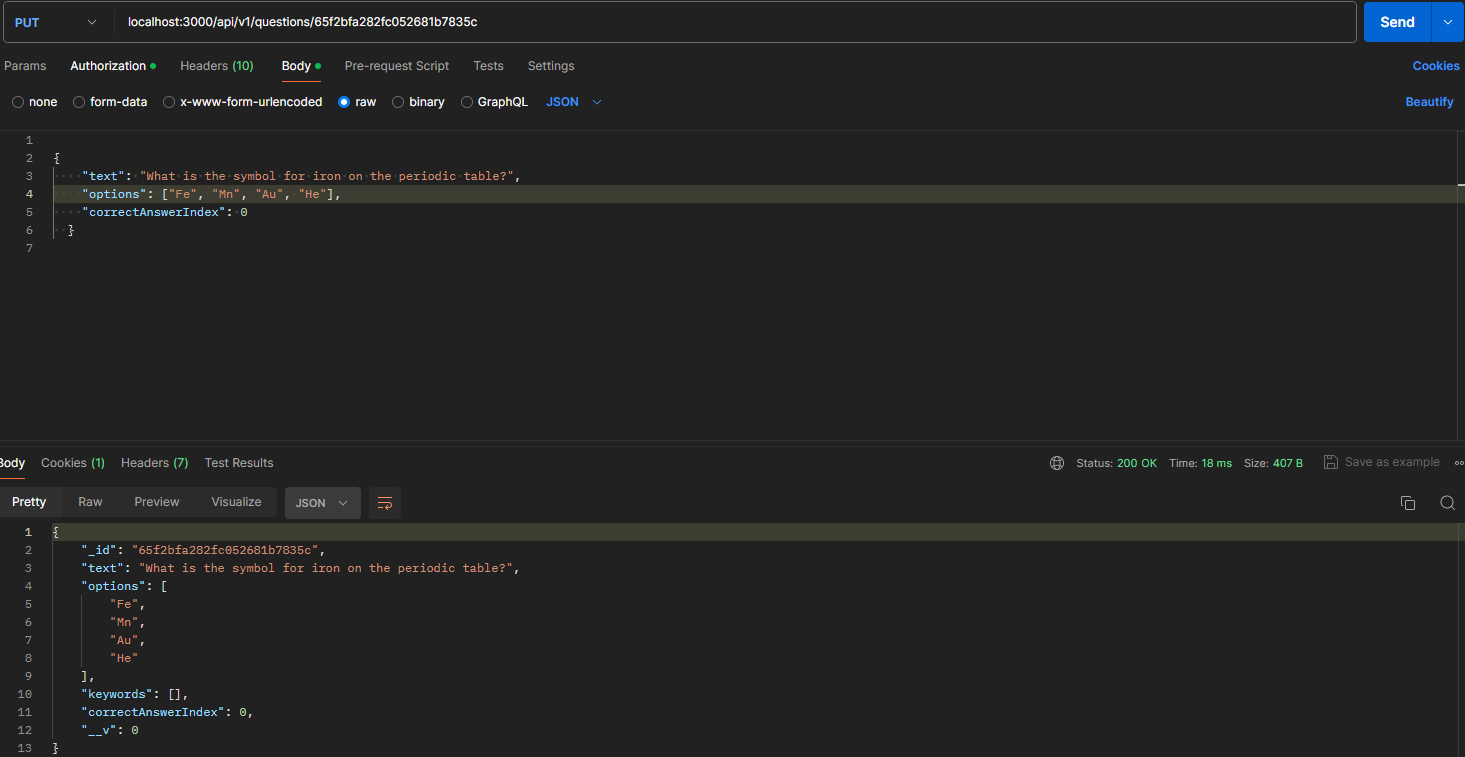 PUT localhost:3000/api/v1/questions/65f2bfa282fc052681b7835c Send
Params Authorization Headers (10) Body Pre-request Script Tests Settings Cookies
none form-data x-www-form-urlencoded raw binary GraphQL JSON Beautify
1
2 {
3 "text": "What is the symbol for iron on the periodic table?",
4 "options": ["Fe", "Mn", "Au", "He"],
5 "correctAnswerIndex": 0
6 }
7
Body Cookies (1) Headers (7) Test Results Status: 200 OK Time: 18 ms Size: 407 B Save as example
Pretty Raw Preview Visualize JSON
1 {
2 "_id": "65f2bfa282fc052681b7835c",
3 "text": "What is the symbol for iron on the periodic table?",
4 "options": [
5 "Fe",
6 "Mn",
7 "Au",
8 "He"
9 ],
10 "keywords": [],
11 "correctAnswerIndex": 0,
12 "__v": 0
13 }